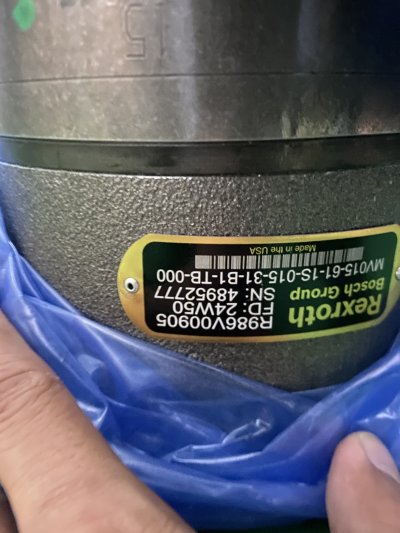 Rexroth
Bosch Group
R986V00905
FD: 24W50
SN: 48952777
MV015-61-1S-015-31-B1-TB-000
Made in the USA
15